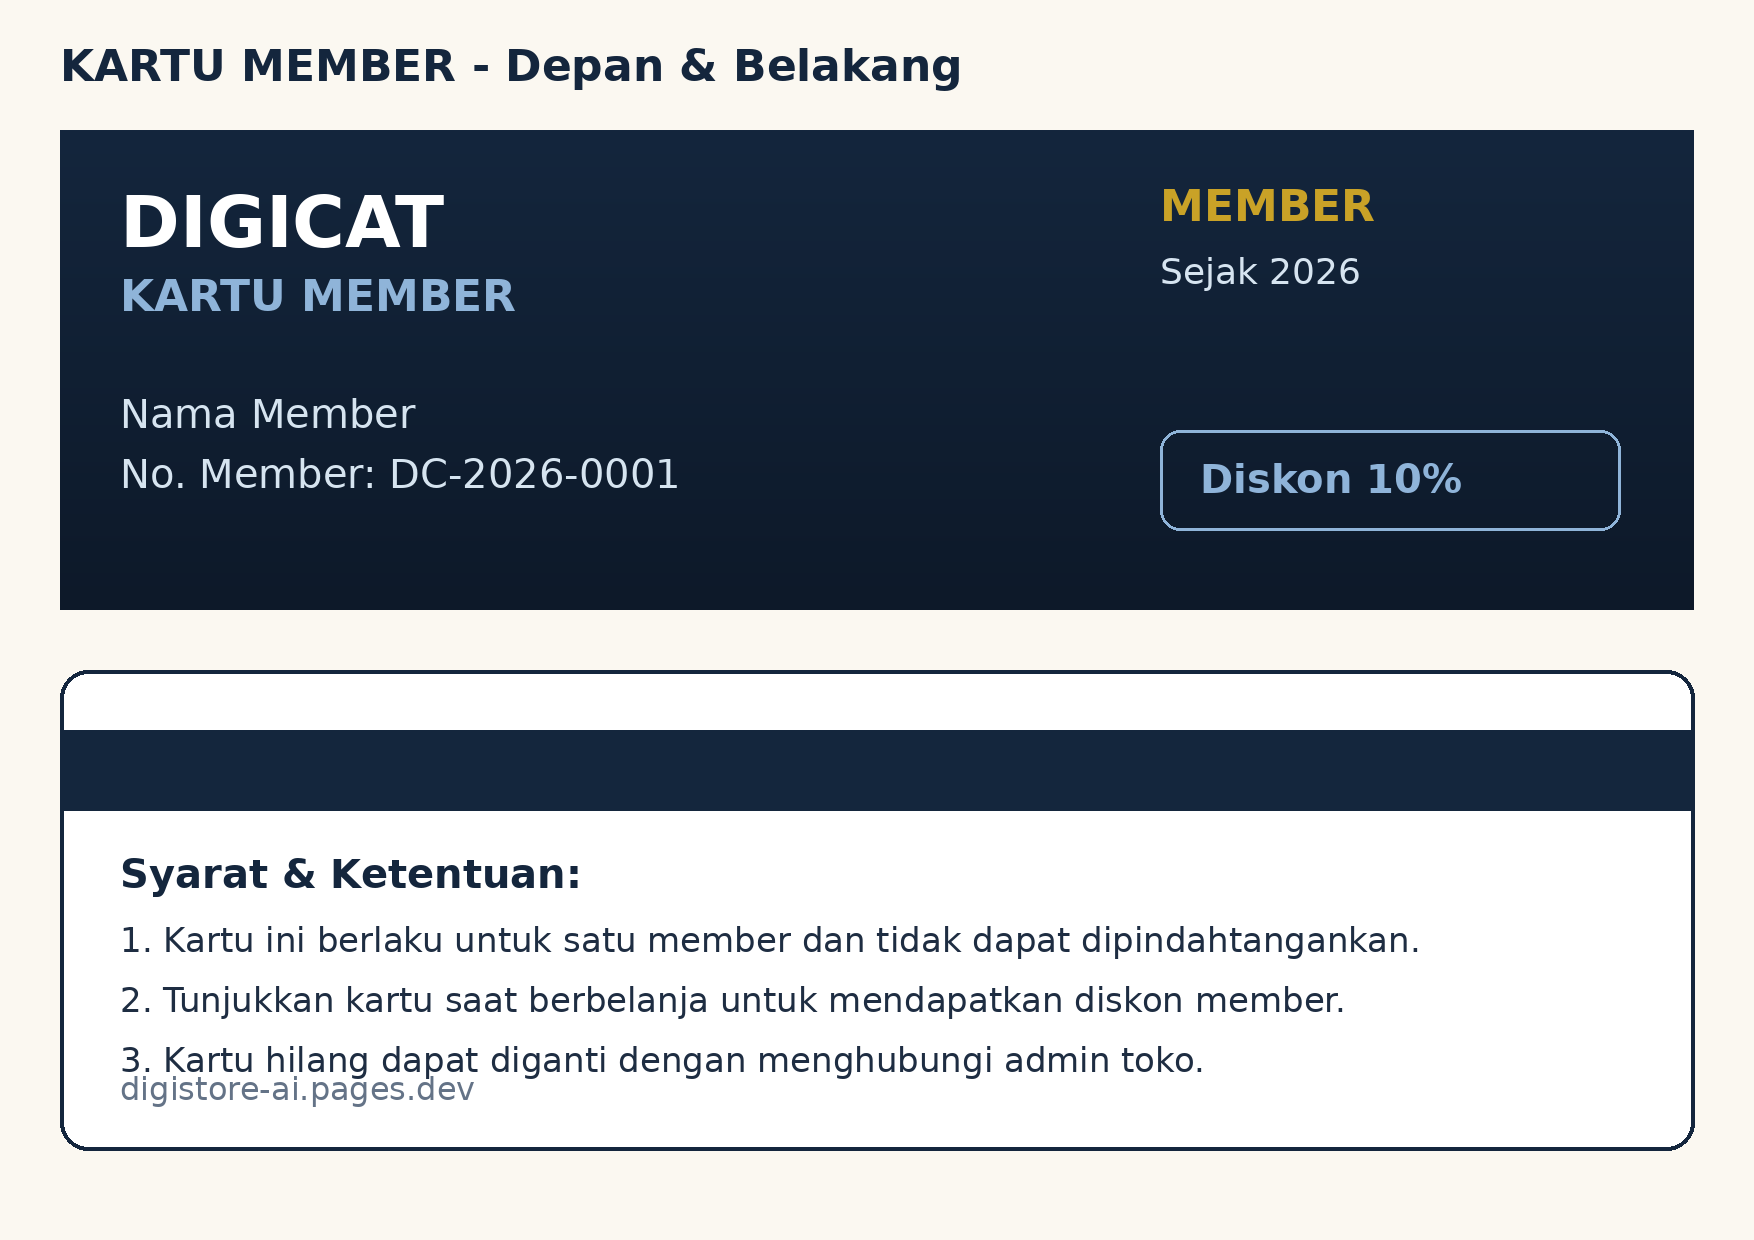 KARTU MEMBER - Depan & Belakang
DIGICAT
KARTU MEMBER
Nama Member
No. Member: DC-2026-0001
MEMBER
Sejak 2026
Diskon 10%
Syarat & Ketentuan:
1. Kartu ini berlaku untuk satu member dan tidak dapat dipindahtangankan.
2. Tunjukkan kartu saat berbelanja untuk mendapatkan diskon member.
3. Kartu hilang dapat diganti dengan menghubungi admin toko.
digistore-ai.pages.dev